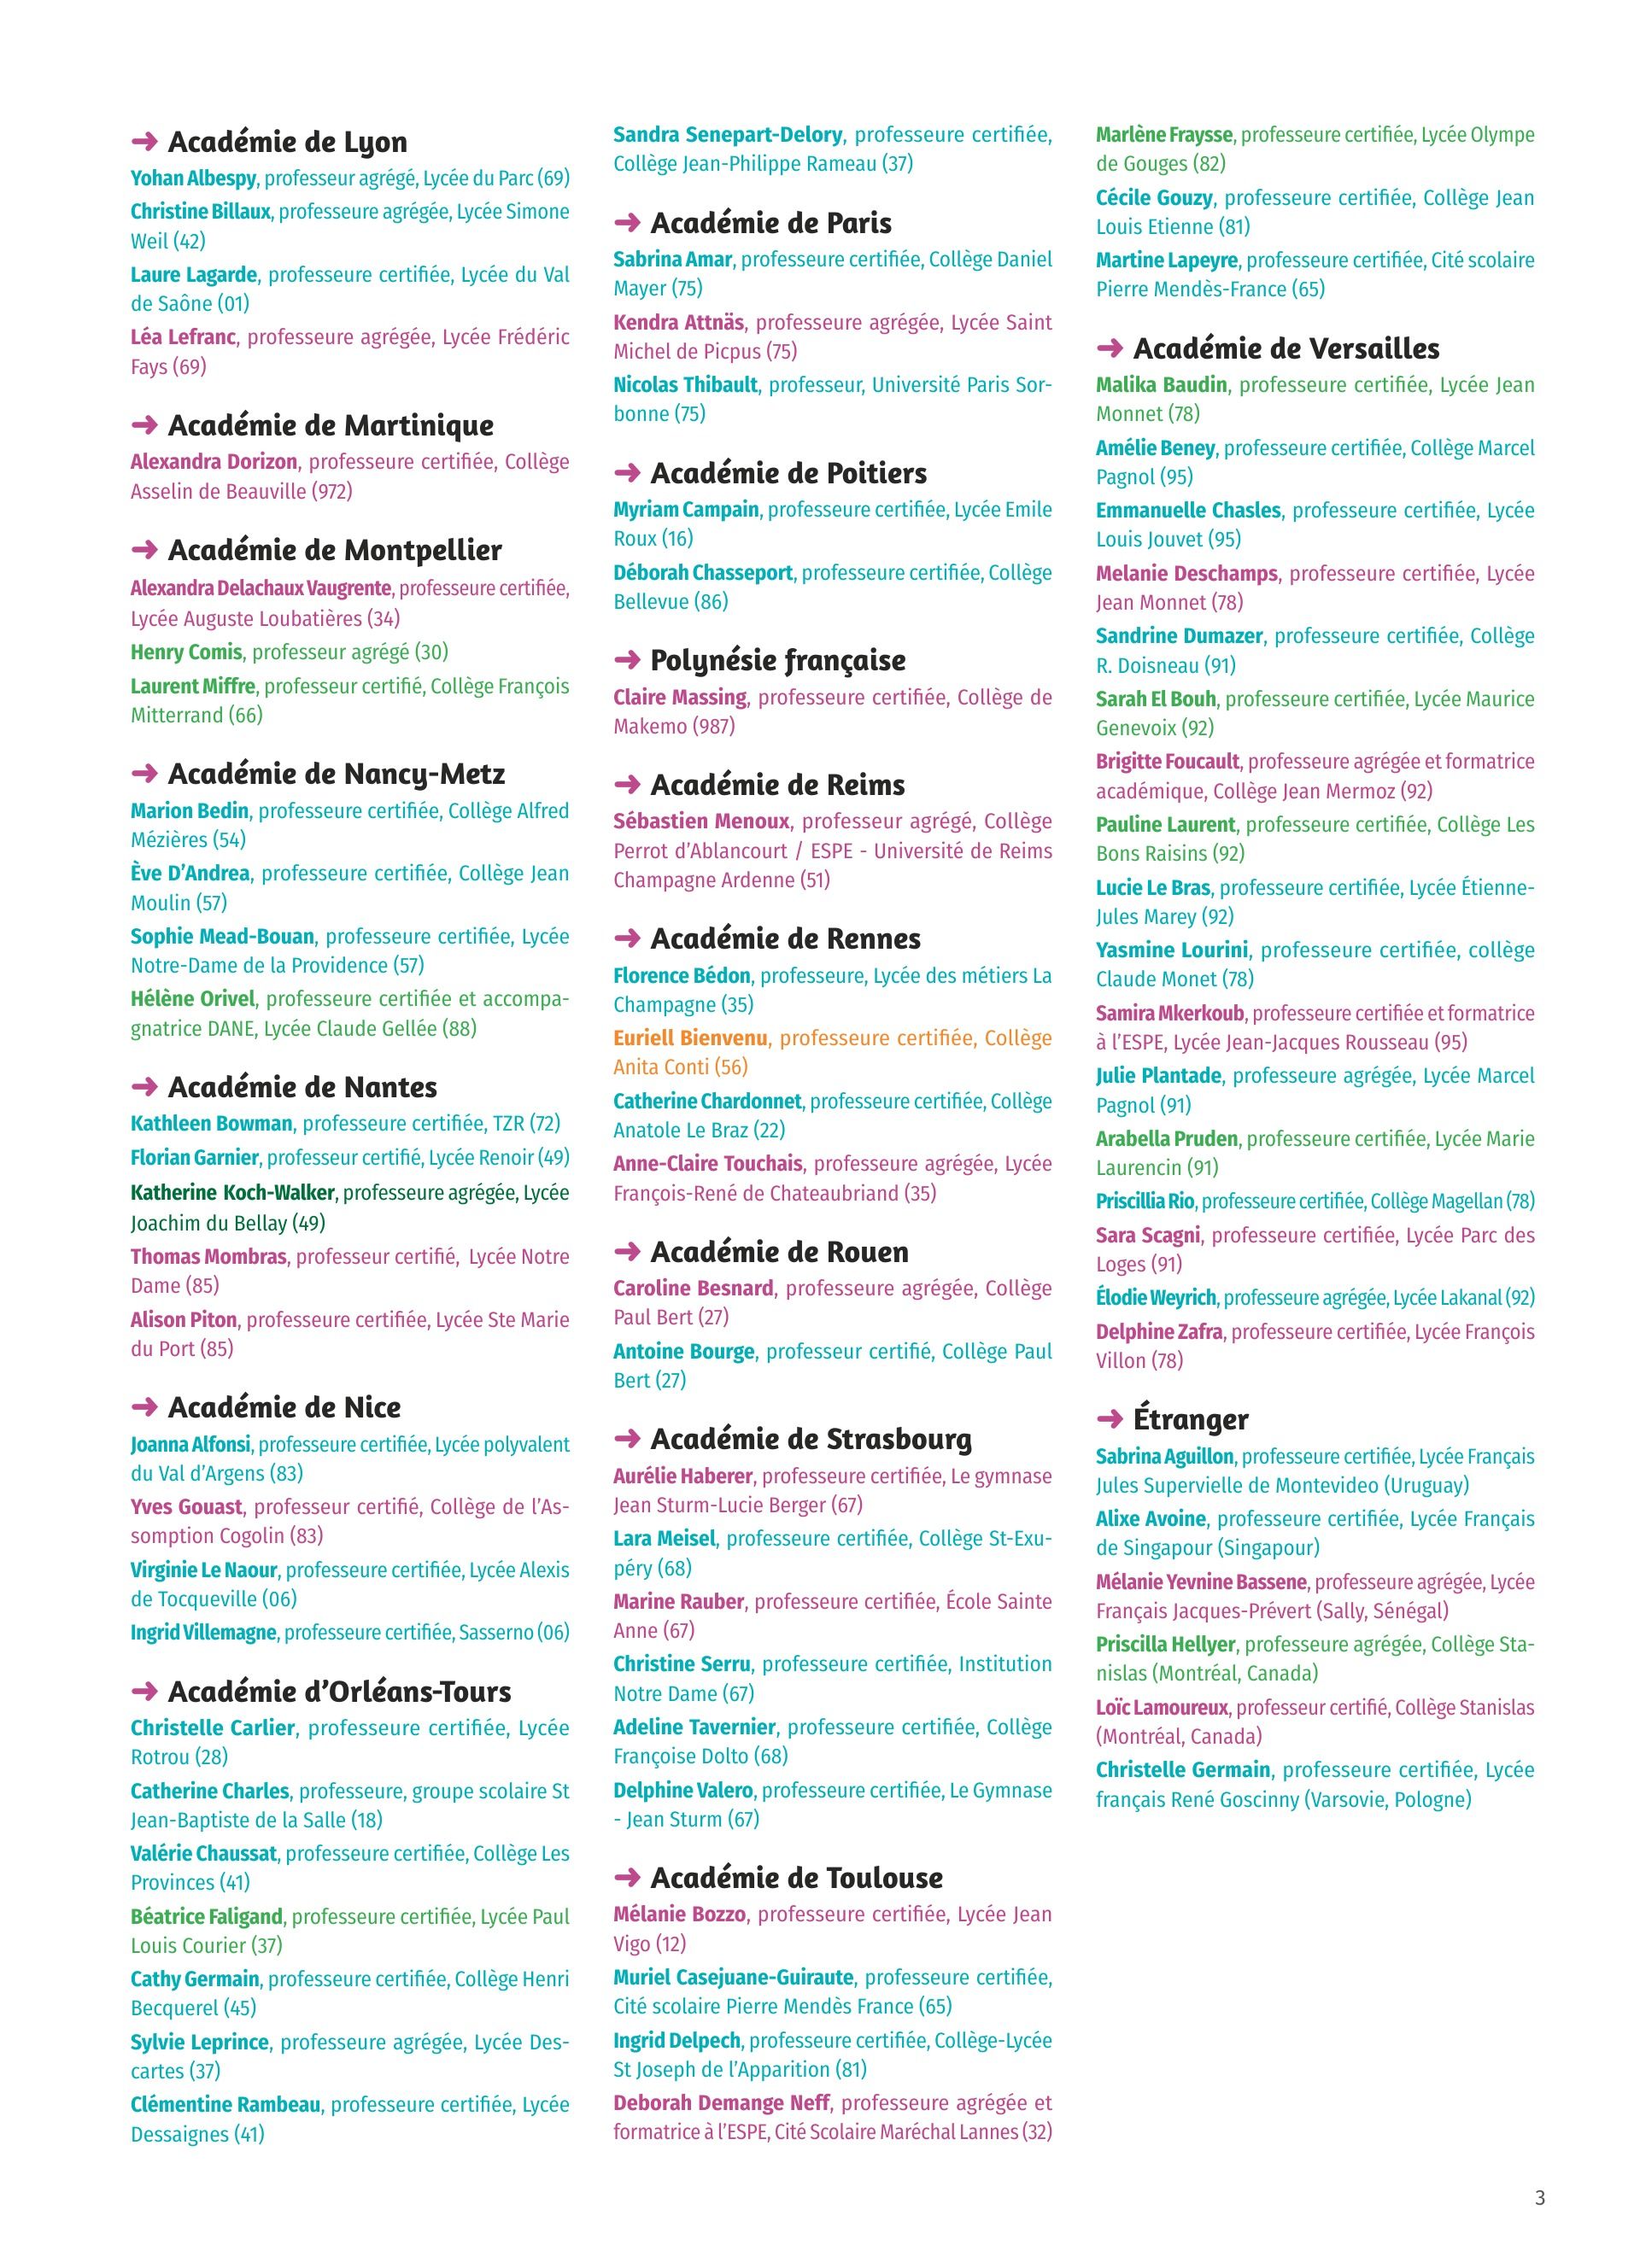 ➜ Académie de Lyon
Yohan Albespy, professeur agrégé, Lycée du Parc (69)
Christine Billaux, professeure agrégée, Lycée Simone
Weil (42)
Laure Lagarde, professeure certifiée, Lycée du Val
de Saône (01)
Léa Lefranc, professeure agrégée, Lycée Frédéric
Fays (69)
➜ Académie de Martinique
Alexandra Dorizon, professeure certifiée, Collège
Asselin de Beauville (972)
➜ Académie de Montpellier
Alexandra Delachaux Vaugrente, professeure certifiée,
Lycée Auguste Loubatières (34)
Henry Comis, professeur agrégé (30)
Laurent Miffre, professeur certifié, Collège François
Mitterrand (66)
➜ Académie de Nancy-Metz
Marion Bedin, professeure certifiée, Collège Alfred
Mézières (54)
Ève D’Andrea, professeure certifiée, Collège Jean
Moulin (57)
Sophie Mead-Bouan, professeure certifiée, Lycée
Notre-Dame de la Providence (57)
Hélène Orivel, professeure certifiée et accompa-
gnatrice DANE, Lycée Claude Gellée (88)
➜ Académie de Nantes
Kathleen Bowman, professeure certifiée, TZR (72)
Florian Garnier, professeur certifié, Lycée Renoir (49)
Katherine Koch-Walker, professeure agrégée, Lycée
Joachim du Bellay (49)
Thomas Mombras, professeur certifié, Lycée Notre
Dame (85)
Alison Piton, professeure certifiée, Lycée Ste Marie
du Port (85)
➜ Académie de Nice
Joanna Alfonsi, professeure certifiée, Lycée polyvalent
du Val d’Argens (83)
Yves Gouast, professeur certifié, Collège de l’As-
somption Cogolin (83)
Virginie Le Naour, professeure certifiée, Lycée Alexis
de Tocqueville (06)
Ingrid Villemagne, professeure certifiée, Sasserno (06)
➜ Académie d’Orléans-Tours
Christelle Carlier, professeure certifiée, Lycée
Rotrou (28)
Catherine Charles, professeure, groupe scolaire St
Jean-Baptiste de la Salle (18)
Valérie Chaussat, professeure certifiée, Collège Les
Provinces (41)
Béatrice Faligand, professeure certifiée, Lycée Paul
Louis Courier (37)
Cathy Germain, professeure certifiée, Collège Henri
Becquerel (45)
Sylvie Leprince, professeure agrégée, Lycée Des-
cartes (37)
Clémentine Rambeau, professeure certifiée, Lycée
Dessaignes (41)
Sandra Senepart-Delory, professeure certifiée,
Collège Jean-Philippe Rameau (37)
➜ Académie de Paris
Sabrina Amar, professeure certifiée, Collège Daniel
Mayer (75)
Kendra Attnäs, professeure agrégée, Lycée Saint
Michel de Picpus (75)
Nicolas Thibault, professeur, Université Paris Sor-
bonne (75)
➜ Académie de Poitiers
Myriam Campain, professeure certifiée, Lycée Emile
Roux (16)
Déborah Chasseport, professeure certifiée, Collège
Bellevue (86)
➜ Polynésie française
Claire Massing, professeure certifiée, Collège de
Makemo (987)
➜ Académie de Reims
Sébastien Menoux, professeur agrégé, Collège
Perrot d’Ablancourt / ESPE - Université de Reims
Champagne Ardenne (51)
➜ Académie de Rennes
Florence Bédon, professeure, Lycée des métiers La
Champagne (35)
Euriell Bienvenu, professeure certifiée, Collège
Anita Conti (56)
Catherine Chardonnet, professeure certifiée, Collège
Anatole Le Braz (22)
Anne-Claire Touchais, professeure agrégée, Lycée
François-René de Chateaubriand (35)
➜ Académie de Rouen
Caroline Besnard, professeure agrégée, Collège
Paul Bert (27)
Antoine Bourge, professeur certifié, Collège Paul
Bert (27)
➜ Académie de Strasbourg
Aurélie Haberer, professeure certifiée, Le gymnase
Jean Sturm-Lucie Berger (67)
Lara Meisel, professeure certifiée, Collège St-Exu-
péry (68)
Marine Rauber, professeure certifiée, École Sainte
Anne (67)
Christine Serru, professeure certifiée, Institution
Notre Dame (67)
Adeline Tavernier, professeure certifiée, Collège
Françoise Dolto (68)
Delphine Valero, professeure certifiée, Le Gymnase
- Jean Sturm (67)
➜ Académie de Toulouse
Mélanie Bozzo, professeure certifiée, Lycée Jean
Vigo (12)
Muriel Casejuane-Guiraute, professeure certifiée,
Cité scolaire Pierre Mendès France (65)
Ingrid Delpech, professeure certifiée, Collège-Lycée
St Joseph de l’Apparition (81)
Deborah Demange Neff, professeure agrégée et
formatrice à l’ESPE, Cité Scolaire Maréchal Lannes (32)
Marlène Fraysse, professeure certifiée, Lycée Olympe
de Gouges (82)
Cécile Gouzy, professeure certifiée, Collège Jean
Louis Etienne (81)
Martine Lapeyre, professeure certifiée, Cité scolaire
Pierre Mendès-France (65)
➜ Académie de Versailles
Malika Baudin, professeure certifiée, Lycée Jean
Monnet (78)
Amélie Beney, professeure certifiée, Collège Marcel
Pagnol (95)
Emmanuelle Chasles, professeure certifiée, Lycée
Louis Jouvet (95)
Melanie Deschamps, professeure certifiée, Lycée
Jean Monnet (78)
Sandrine Dumazer, professeure certifiée, Collège
R. Doisneau (91)
Sarah El Bouh, professeure certifiée, Lycée Maurice
Genevoix (92)
Brigitte Foucault, professeure agrégée et formatrice
académique, Collège Jean Mermoz (92)
Pauline Laurent, professeure certifiée, Collège Les
Bons Raisins (92)
Lucie Le Bras, professeure certifiée, Lycée Étienne-
Jules Marey (92)
Yasmine Lourini, professeure certifiée, collège
Claude Monet (78)
Samira Mkerkoub, professeure certifiée et formatrice
à l’ESPE, Lycée Jean-Jacques Rousseau (95)
Julie Plantade, professeure agrégée, Lycée Marcel
Pagnol (91)
Arabella Pruden, professeure certifiée, Lycée Marie
Laurencin (91)
Priscillia Rio, professeure certifiée, Collège Magellan (78)
Sara Scagni, professeure certifiée, Lycée Parc des
Loges (91)
Élodie Weyrich, professeure agrégée, Lycée Lakanal (92)
Delphine Zafra, professeure certifiée, Lycée François
Villon (78)
➜ Étranger
Sabrina Aguillon, professeure certifiée, Lycée Français
Jules Supervielle de Montevideo (Uruguay)
Alixe Avoine, professeure certifiée, Lycée Français
de Singapour (Singapour)
Mélanie Yevnine Bassene, professeure agrégée, Lycée
Français Jacques-Prévert (Sally, Sénégal)
Priscilla Hellyer, professeure agrégée, Collège Sta-
nislas (Montréal, Canada)
Loïc Lamoureux, professeur certifié, Collège Stanislas
(Montréal, Canada)
Christelle Germain, professeure certifiée, Lycée
français René Goscinny (Varsovie, Pologne)
3